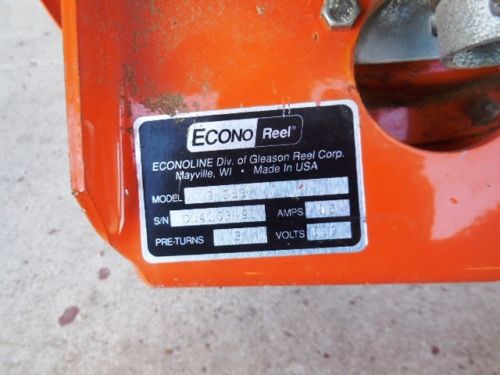 ECONO Reel®
ECONOLINE Div. of Gleason Reel Corp.
Mayville, WI • Made in USA
MODEL
S/N AMPS
PRE-TURNS VOLTS